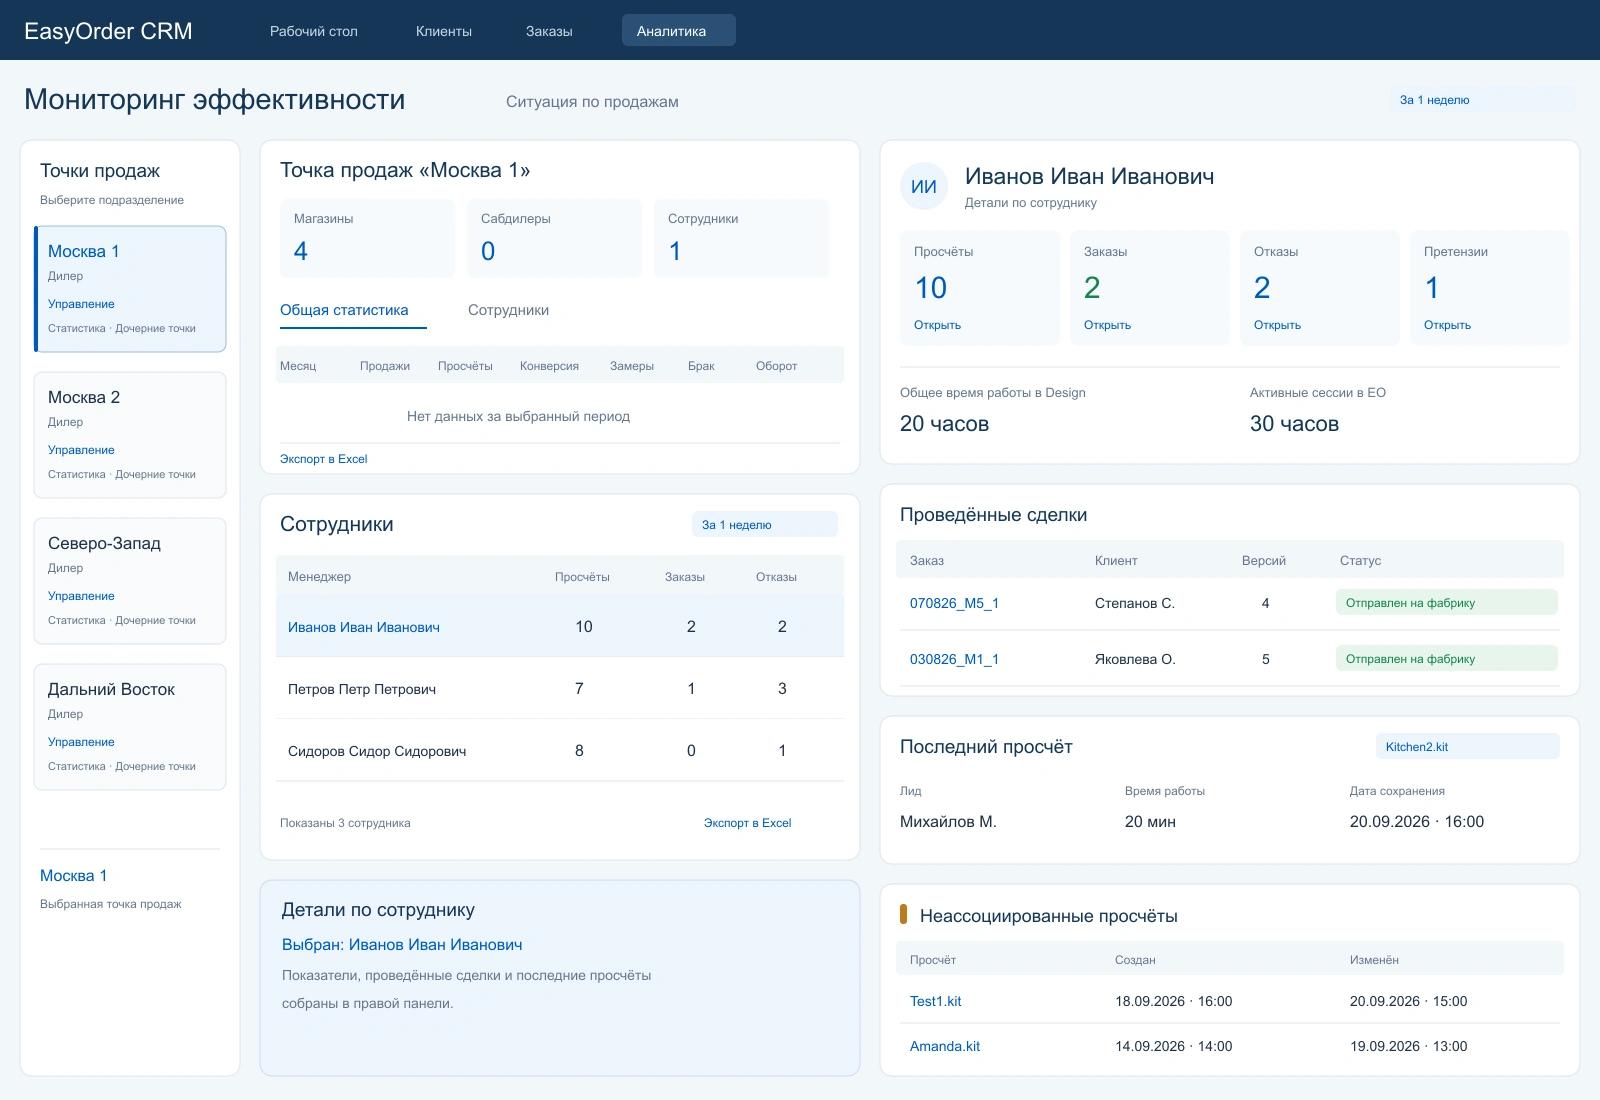 EasyOrder CRM
Рабочий стол
Клиенты
Заказы
Аналитика
Мониторинг эффективности
Ситуация по продажам
За 1 неделю
Точки продаж
Выберите подразделение
Москва 1
Дилер
Управление
Статистика · Дочерние точки
Москва 2
Дилер
Управление
Статистика · Дочерние точки
Северо-Запад
Дилер
Управление
Статистика · Дочерние точки
Дальний Восток
Дилер
Управление
Статистика · Дочерние точки
Москва 1
Выбранная точка продаж
Точка продаж «Москва 1»
Магазины
4
Сабдилеры
0
Сотрудники
1
Общая статистика
Сотрудники
Месяц Продажи Просчёты Конверсия Замеры Брак Оборот
Нет данных за выбранный период
Экспорт в Excel
Сотрудники
За 1 неделю
Менеджер Просчёты Заказы Отказы
Иванов Иван Иванович 10 2 2
Петров Петр Петрович 7 1 3
Сидоров Сидор Сидорович 8 0 1
Показаны 3 сотрудника
Экспорт в Excel
Детали по сотруднику
Выбран: Иванов Иван Иванович
Показатели, проведённые сделки и последние просчёты
собраны в правой панели.
ИИ
Иванов Иван Иванович
Детали по сотруднику
Просчёты
10
Открыть
Заказы
2
Открыть
Отказы
2
Открыть
Претензии
1
Открыть
Общее время работы в Design
20 часов
Активные сессии в ЕО
30 часов
Проведённые сделки
Заказ Клиент Версий Статус
070826_M5_1 Степанов С. 4 Отправлен на фабрику
030826_M1_1 Яковлева О. 5 Отправлен на фабрику
Последний просчёт
Kitchen2.kit
Лид Время работы Дата сохранения
Михайлов М. 20 мин 20.09.2026 · 16:00
Неассоциированные просчёты
Просчёт Создан Изменён
Test1.kit 18.09.2026 · 16:00 20.09.2026 · 15:00
Amanda.kit 14.09.2026 · 14:00 19.09.2026 · 13:00